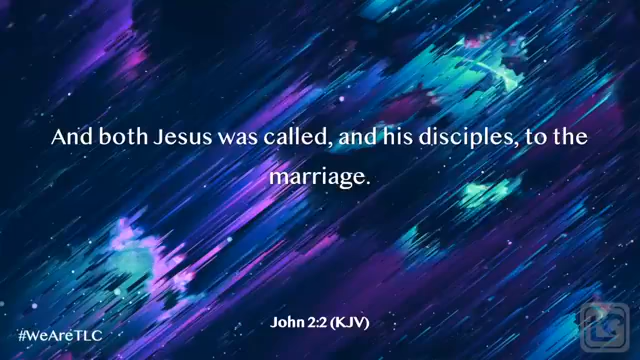 And both Jesus was called, and his disciples, to the
marriage.
John 2:2 (KJV)
#WeAreTLC